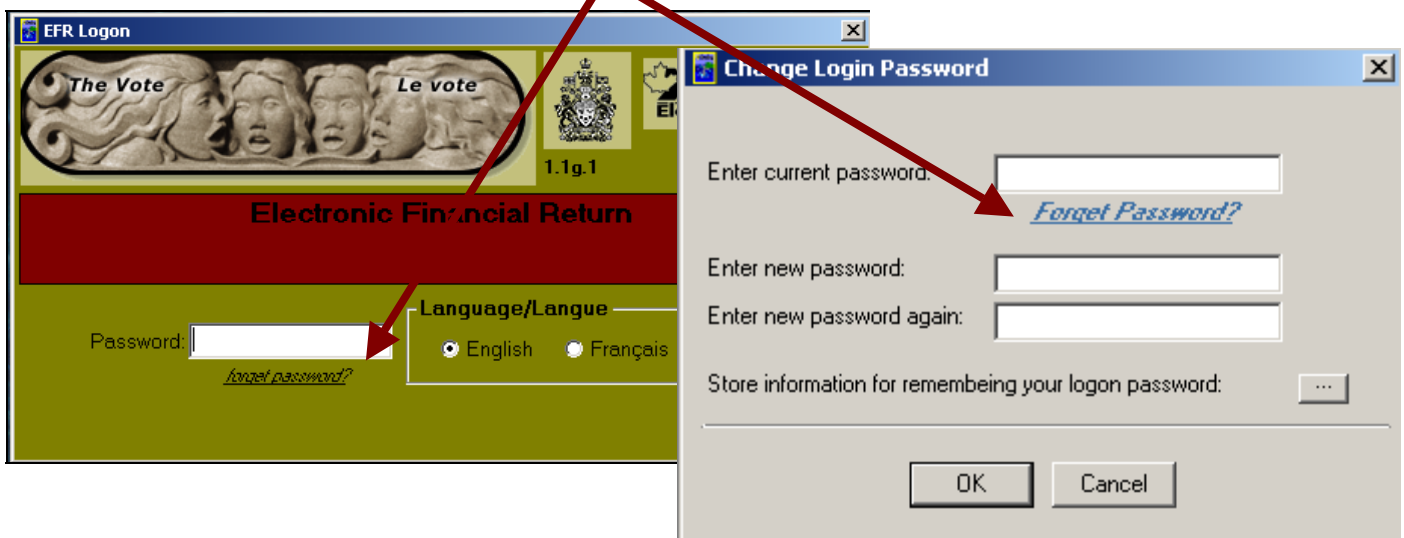 EFR Logon
The Vote
Le vote
1.1g.1
Electronic Financial Return
Password:
forget password?
Language/Langue
English
Français
Change Login Password
Enter current password:
Forget Password?
Enter new password:
Enter new password again:
Store information for remembeing your logon password:
...
OK
Cancel